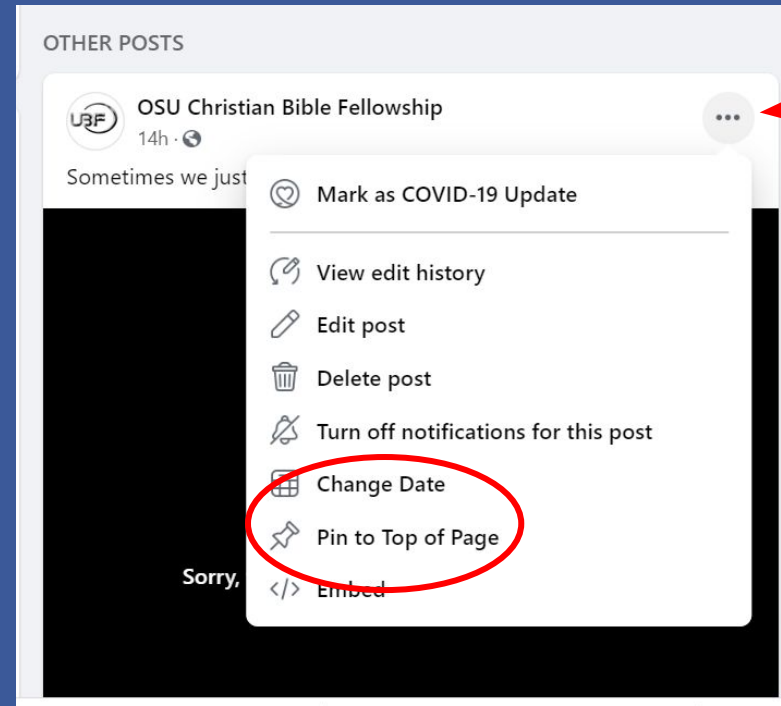 OTHER POSTS
UBF
OSU Christian Bible Fellowship
14h ·
Sometimes we just
Mark as COVID-19 Update
View edit history
Edit post
Delete post
Turn off notifications for this post
Change Date
Pin to Top of Page
Sorry,
</> Embed